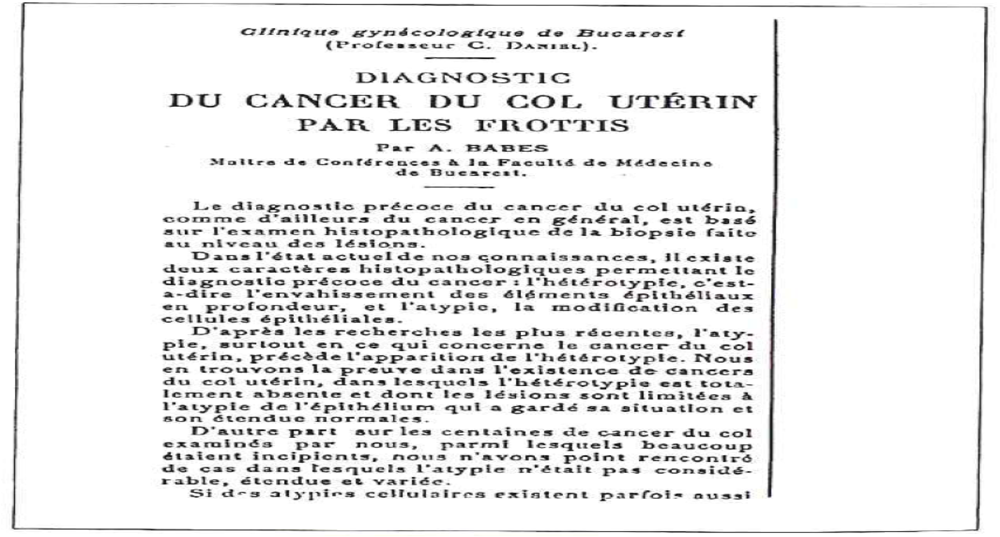 Clinique gynécologique de Bucarest
(Professeur C. DANIEL).
DIAGNOSTIC
DU CANCER DU COL UTÉRIN
PAR LES FROTTIS
Par A. BABES
Maître de Conférences à la Faculté de Médecine
de Bucarest.
Le diagnostic précoce du cancer du col utérin,
comme d'ailleurs du cancer en général, est basé
sur l'examen histopathologique de la biopsie faite
au niveau des lésions.
Dans l'état actuel de nos connaissances, il existe
deux caractères histopathologiques permettant le
diagnostic précoce du cancer : l'hétérotypie, c'est-
a-dire l'envahissement des éléments épithéliaux
en profondeur, et l'atypie, la modification des
cellules épithéliales.
D'après les recherches les plus récentes, l'aty-
pie, surtout en ce qui concerne le cancer du col
utérin, précède l'apparition de l'hétérotypie. Nous
en trouvons la preuve dans l'existence de cancers
du col utérin, dans lesquels l'hétérotypie est tota-
lement absente et dont les lésions sont limitées à
l'atypie de l'épithélium qui a gardé sa situation et
son étendue normales.
D'autre part sur les centaines de cancer du col
examinés par nous, parmi lesquels beaucoup
étaient incipients, nous n'avons point rencontré
de cas dans lesquels l'atypie n'était pas considé-
rable, étendue et variée.
Si des atypies cellulaires existent parfois aussi